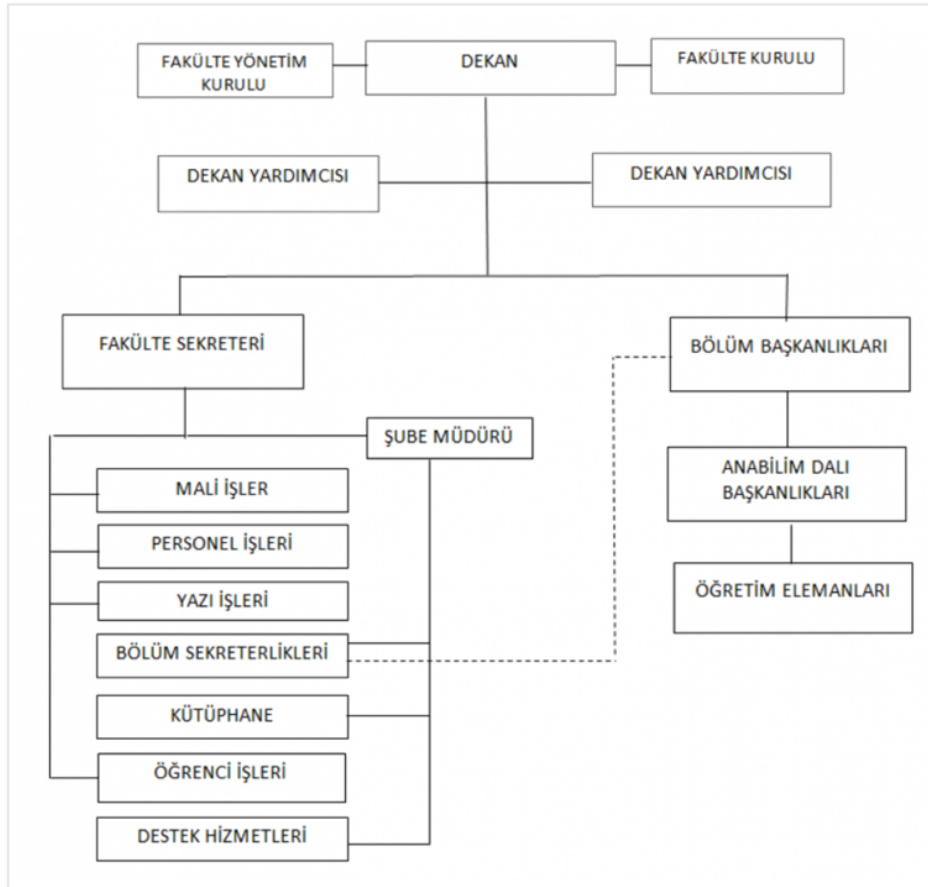 FAKÜLTE YÖNETİM
KURULU
DEKAN
FAKÜLTE KURULU
DEKAN YARDIMCISI
DEKAN YARDIMCISI
FAKÜLTE SEKRETERİ
BÖLÜM BAŞKANLIKLARI
ŞUBE MÜDÜRÜ
ANABİLİM DALI
BAŞKANLIKLARI
MALİ İŞLER
PERSONEL İŞLERİ
YAZI İŞLERİ
ÖĞRETİM ELEMANLARI
BÖLÜM SEKRETERLİKLERİ
KÜTÜPHANE
ÖĞRENCİ İŞLERİ
DESTEK HİZMETLERİ